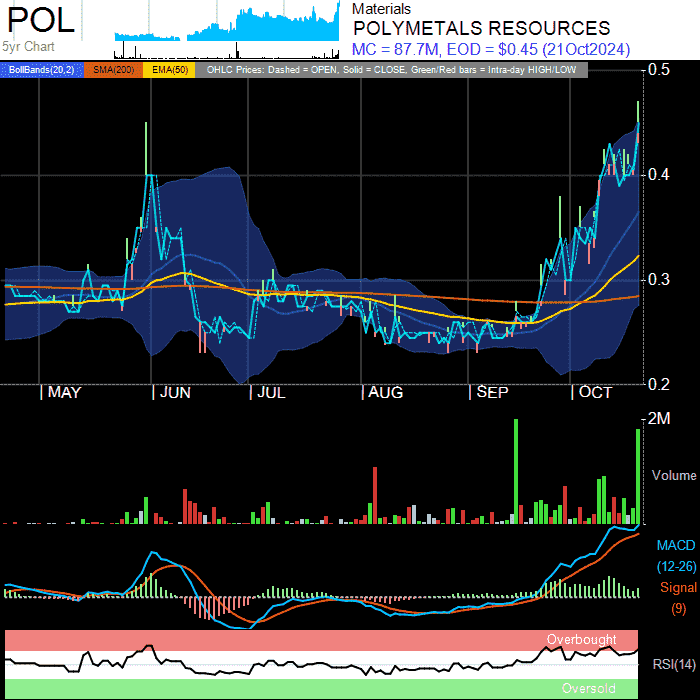 POL
5yr Chart
Materials
POLYMETALS RESOURCES
MC = 87.7M, EOD = $0.45 (21Oct2024)
BollBands(20,2) SMA(200) EMA(50) OHLC Prices: Dashed = OPEN, Solid = CLOSE, Green/Red bars = Intra-day HIGH/LOW
0.5
0.4
0.3
0.2
MAY JUN JUL AUG SEP OCT
2M
Volume
MACD
(12-26)
Signal
(9)
Overbought
RSI(14)
Oversold